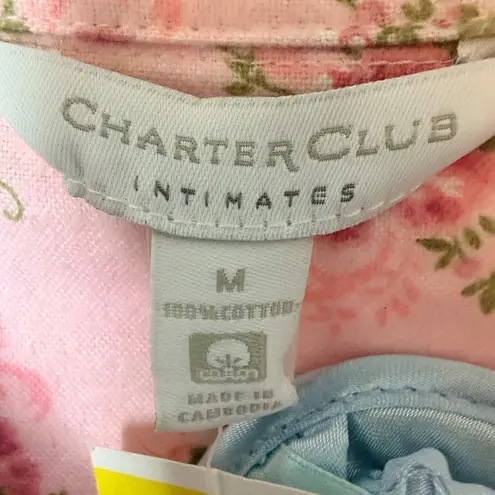 CHARTER CLUB
INTIMATES
M
100% COTTON
cotton
MADE IN
CAMBODIA